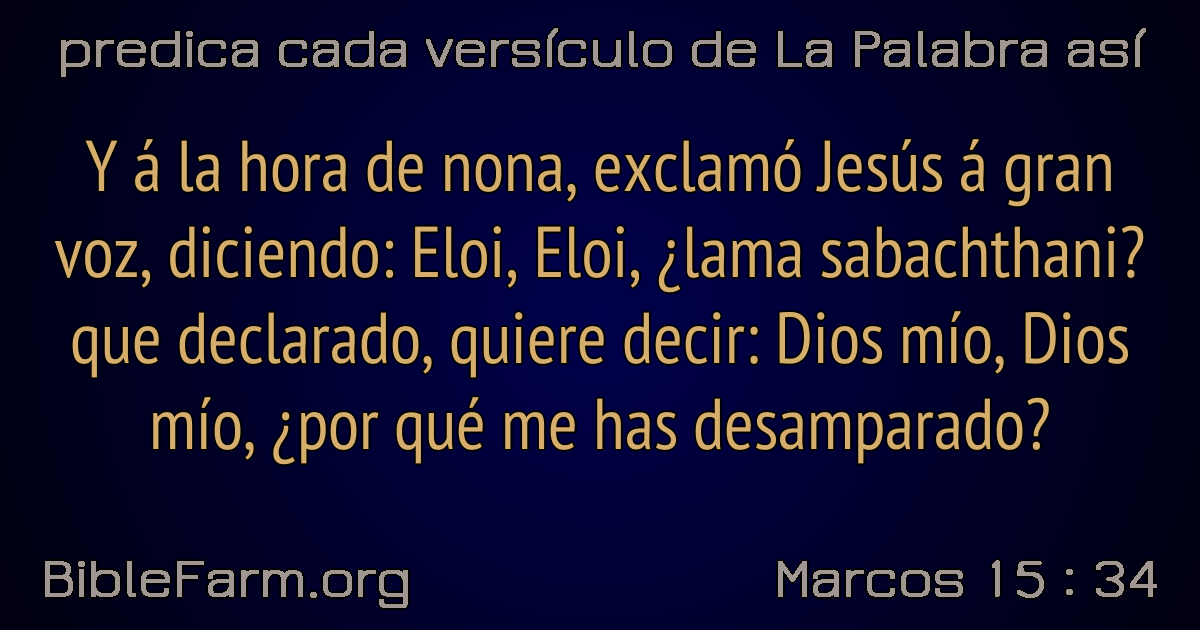 predica cada versículo de La Palabra así
Y á la hora de nona, exclamó Jesús á gran
voz, diciendo: Eloi, Eloi, ¿lama sabachthani?
que declarado, quiere decir: Dios mío, Dios
mío, ¿por qué me has desamparado?
BibleFarm.org
Marcos 15 : 34